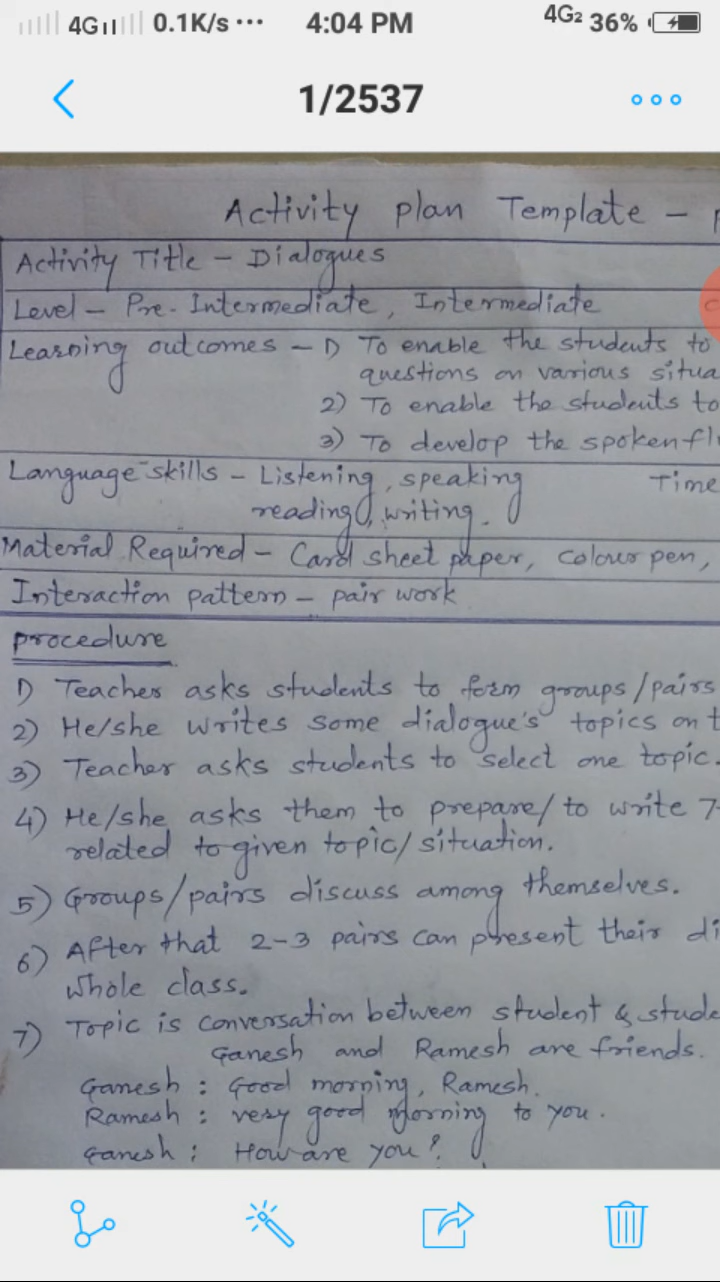 4G 0.1K/s ••• 4:04 PM 4G2 36%
1/2537
Activity plan Template -
Activity Title - Dialogues
Level - Pre-Intermediate, Intermediate
Learning outcomes - 1) To enable the students to
questions on various situa
2) To enable the students to
3) To develop the spoken fl
Language skills - Listening, speaking Time
reading, writing.
Material Required - Card sheet paper, colour pen,
Interaction pattern - pair work
procedure
1) Teacher asks students to form groups/pairs
2) He/she writes some dialogue's topics on t
3) Teacher asks students to select one topic.
4) He/she asks them to prepare/to write 7-
related to given topic/situation.
5) Groups/pairs discuss among themselves.
6) After that 2-3 pairs can present their di
whole class.
7) Topic is conversation between student & stude
Ganesh and Ramesh are friends.
Ganesh : Good morning, Ramesh.
Ramesh : very good morning to you.
Ganesh : How are you?